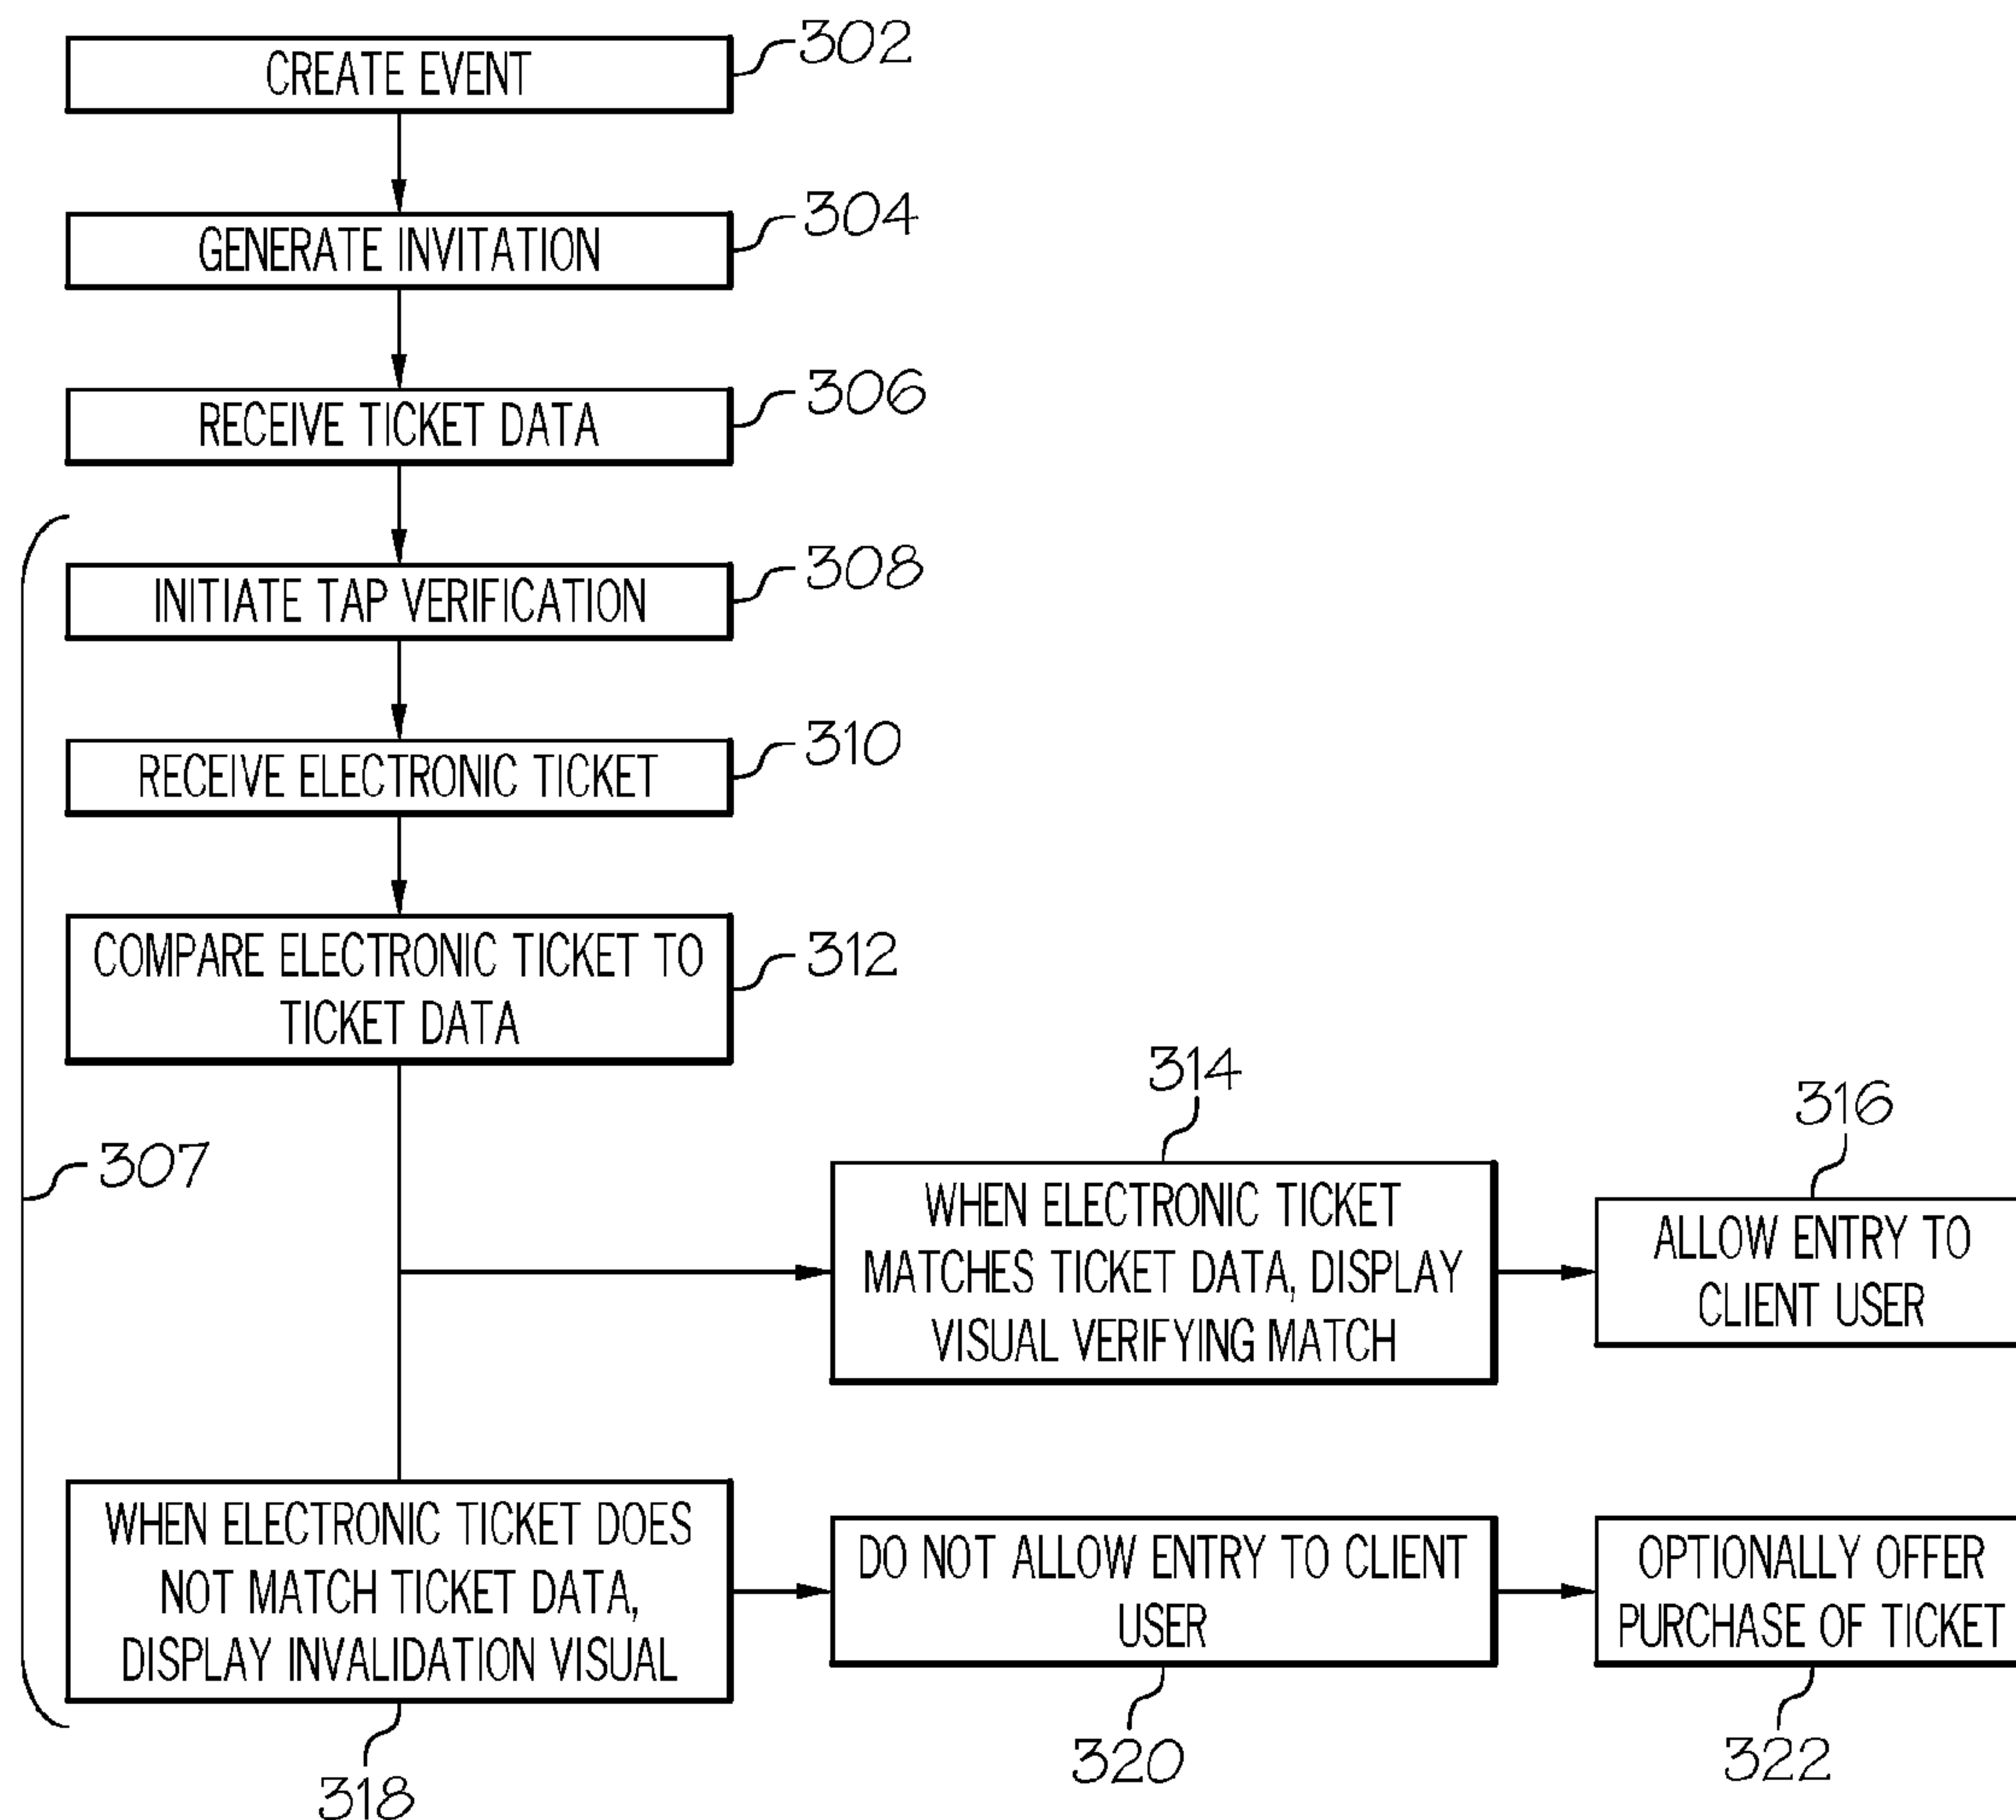 CREATE EVENT
302
GENERATE INVITATION
304
RECEIVE TICKET DATA
306
INITIATE TAP VERIFICATION
308
RECEIVE ELECTRONIC TICKET
310
COMPARE ELECTRONIC TICKET TO
TICKET DATA
312
307
314
WHEN ELECTRONIC TICKET
MATCHES TICKET DATA, DISPLAY
VISUAL VERIFYING MATCH
316
ALLOW ENTRY TO
CLIENT USER
WHEN ELECTRONIC TICKET DOES
NOT MATCH TICKET DATA,
DISPLAY INVALIDATION VISUAL
318
DO NOT ALLOW ENTRY TO CLIENT
USER
320
OPTIONALLY OFFER
PURCHASE OF TICKET
322